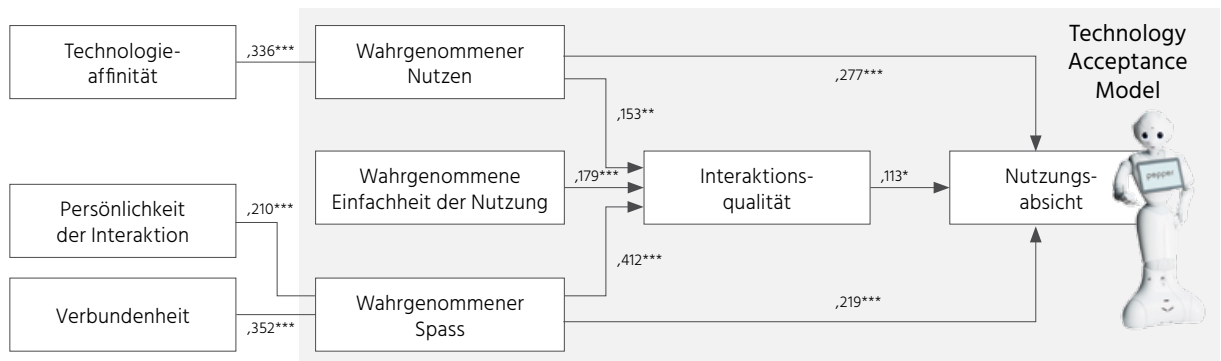 Technologie-
affinität
,336***
Wahrgenommener
Nutzen
,277***
Technology
Acceptance
Model
,153**
Wahrgenommene
Einfachheit der Nutzung
,179***
Interaktions-
qualität
,113*
Nutzungs-
absicht
pepper
Persönlichkeit
der Interaktion
,210***
,412***
Verbundenheit
,352***
Wahrgenommener
Spass
,219***